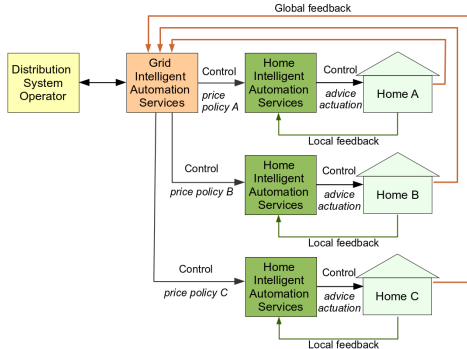 Global feedback
Distribution
System
Operator
Grid
Intelligent
Automation
Services
Control
price
policy A
Home
Intelligent
Automation
Services
Control
advice
actuation
Home A
Local feedback
Control
price policy B
Home
Intelligent
Automation
Services
Control
advice
actuation
Home B
Local feedback
Control
price policy C
Home
Intelligent
Automation
Services
Control
advice
actuation
Home C
Local feedback